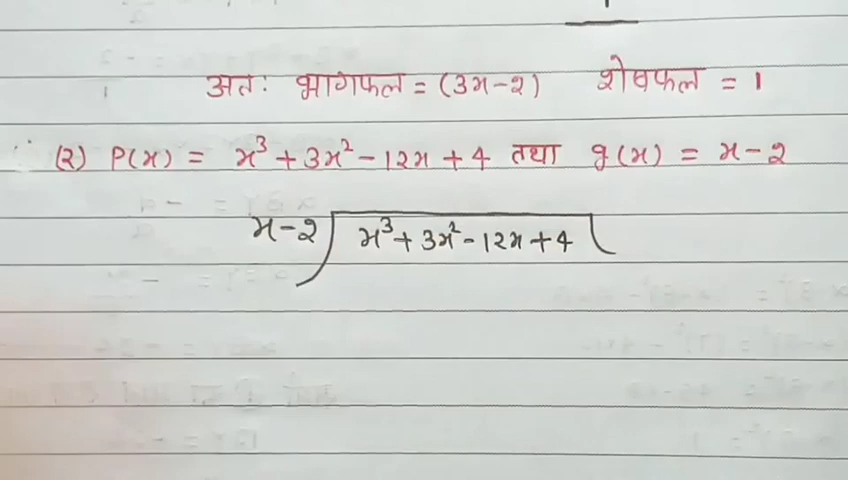 अतः भागफल = (3x-2) शेषफल = 1
(2) P(x) = x³ + 3x² - 12x + 4 तथा g(x) = x - 2
x-2 ) x³ + 3x² - 12x + 4 (